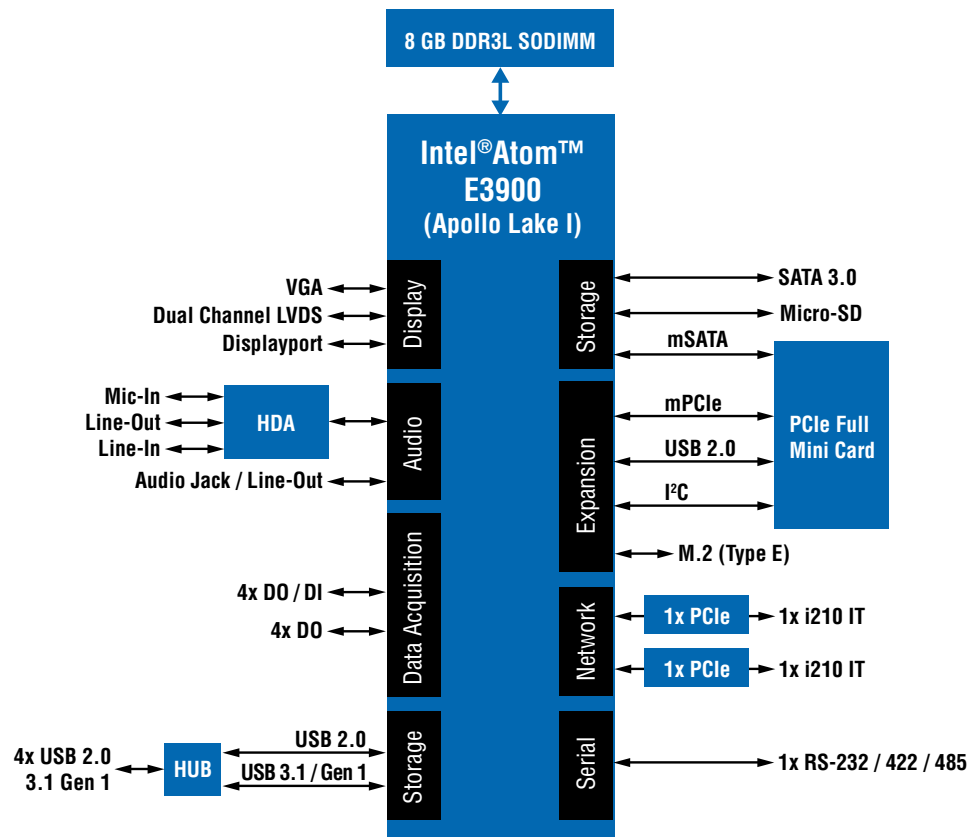 8 GB DDR3L SODIMM
Intel®Atom™
E3900
(Apollo Lake I)
Display
VGA
Dual Channel LVDS
Displayport
Audio
HDA
Mic-In
Line-Out
Line-In
Audio Jack / Line-Out
Data Acquisition
4x DO / DI
4x DO
Storage
USB 2.0
USB 3.1 / Gen 1
HUB
4x USB 2.0
3.1 Gen 1
Storage
SATA 3.0
Micro-SD
mSATA
Expansion
mPCIe
USB 2.0
I²C
PCIe Full
Mini Card
M.2 (Type E)
Network
1x PCIe
1x i210 IT
1x PCIe
1x i210 IT
Serial
1x RS-232 / 422 / 485